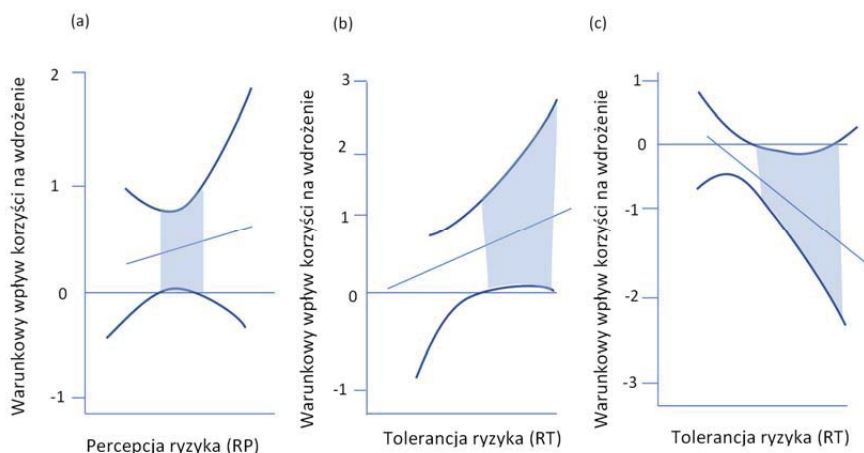 (a)
Warunkowy wpływ korzyści na wdrożenie
2
1
0
-1
Percepcja ryzyka (RP)
(b)
Warunkowy wpływ korzyści na wdrożenie
3
2
1
0
-1
Tolerancja ryzyka (RT)
(c)
Warunkowy wpływ korzyści na wdrożenie
1
0
-1
-2
-3
Tolerancja ryzyka (RT)